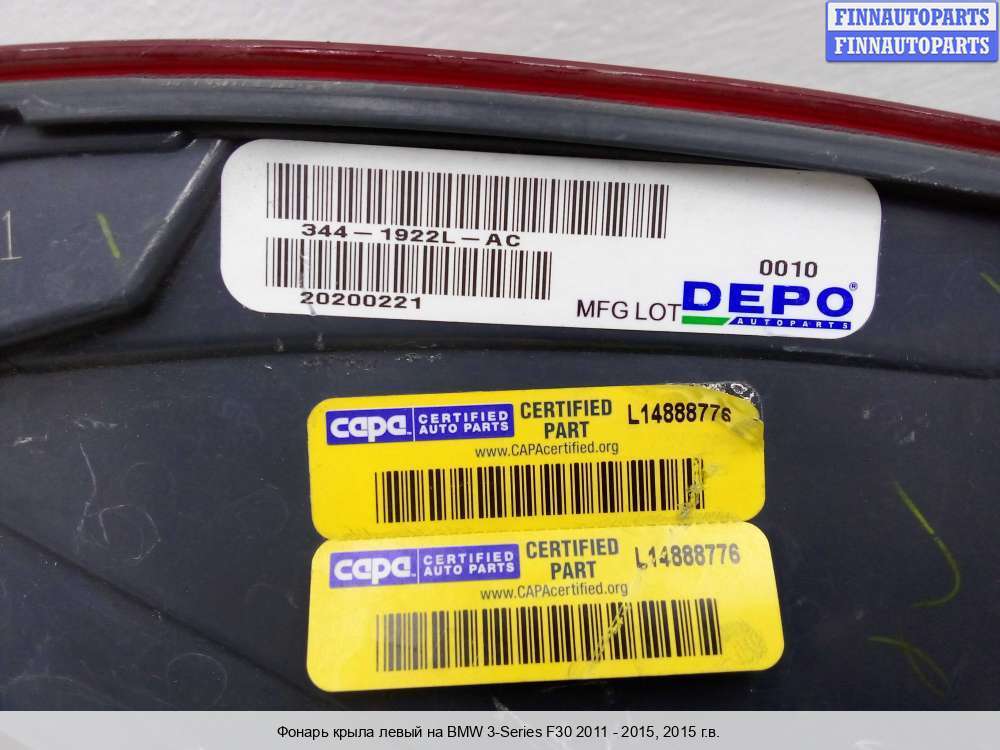 FINNAUTOPARTS
FINNAUTOPARTS
1
344-1922L-AC
20200221
0010
MFG LOT
DEPO®
AUTOPARTS
capa CERTIFIED AUTO PARTS
CERTIFIED PART
L14888776
www.CAPAcertified.org
capa CERTIFIED AUTO PARTS
CERTIFIED PART
L14888776
www.CAPAcertified.org
Фонарь крыла левый на BMW 3-Series F30 2011 - 2015, 2015 г.в.